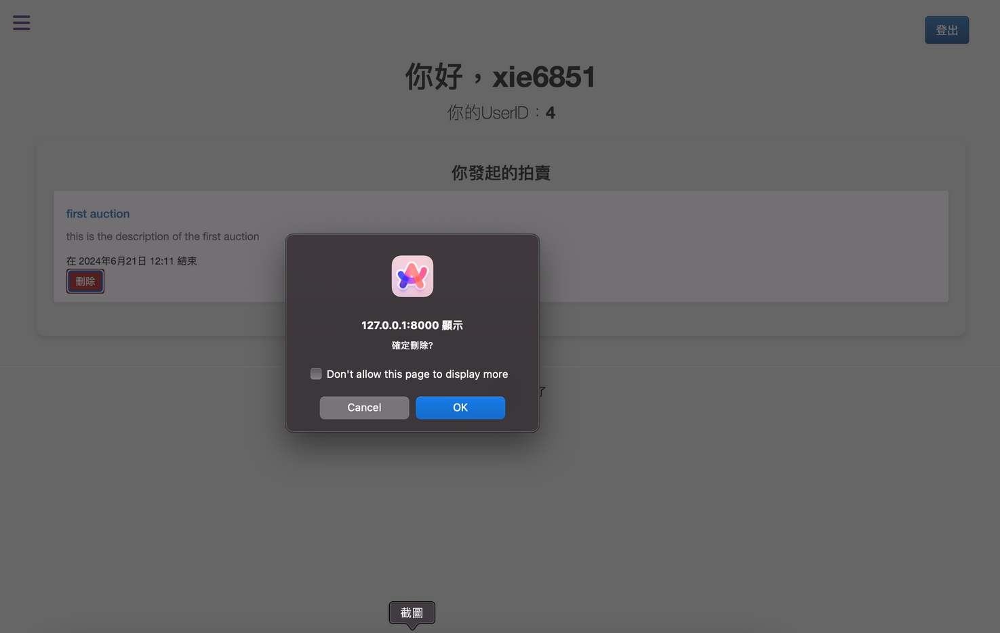 登出
你好，xie6851
你的UserID：4
你發起的拍賣
first auction
this is the description of the first auction
在 2024年6月21日 12:11 結束
刪除
127.0.0.1:8000 顯示
確定刪除?
Don't allow this page to display more
Cancel
OK
了
截圖